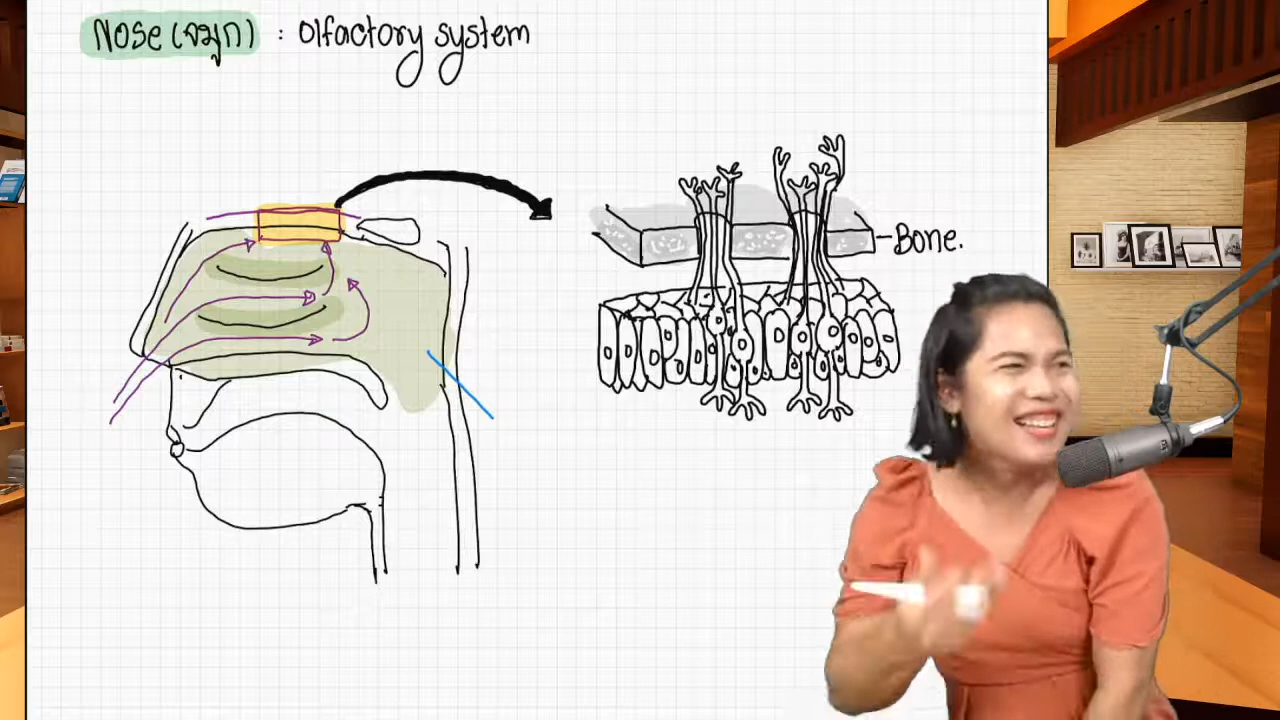 Nose (จมูก) : Olfactory system
Bone.